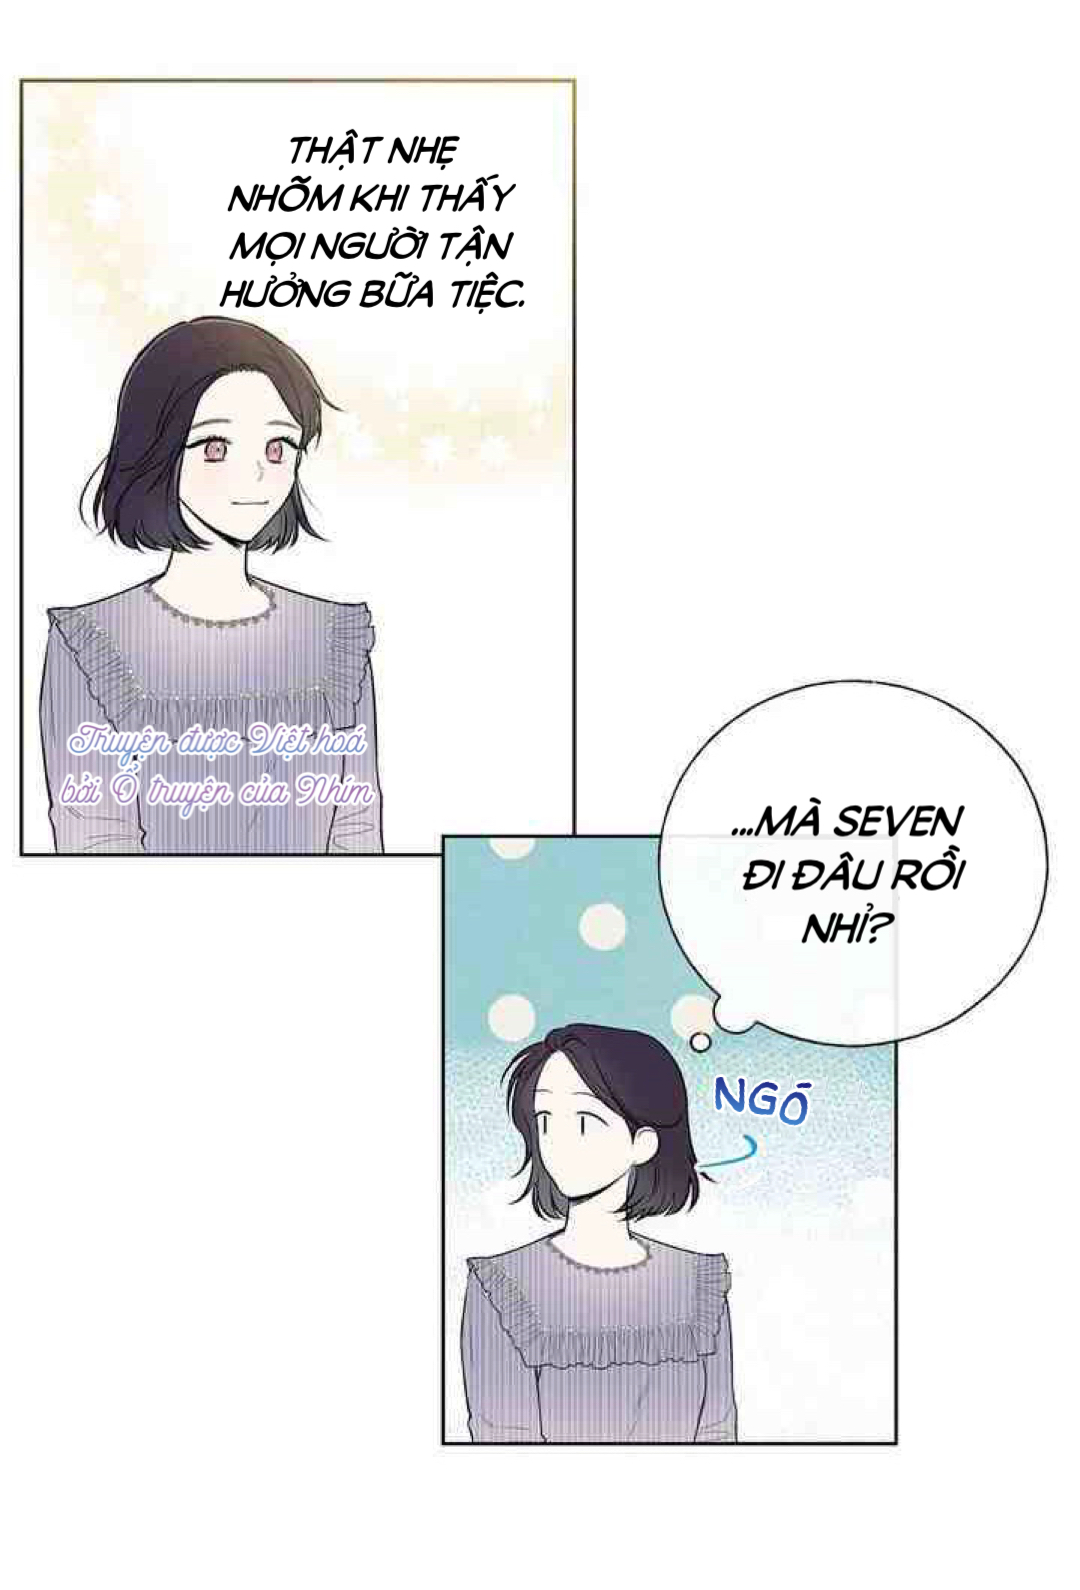 THẬT NHẸ
NHÕM KHI THẤY
MỌI NGƯỜI TẬN
HƯỞNG BỮA TIỆC.
Truyện được Việt hoá
bởi Ổ truyện của Nhím
...MÀ SEVEN
ĐI ĐÂU RỒI
NHỈ?
NGÓ